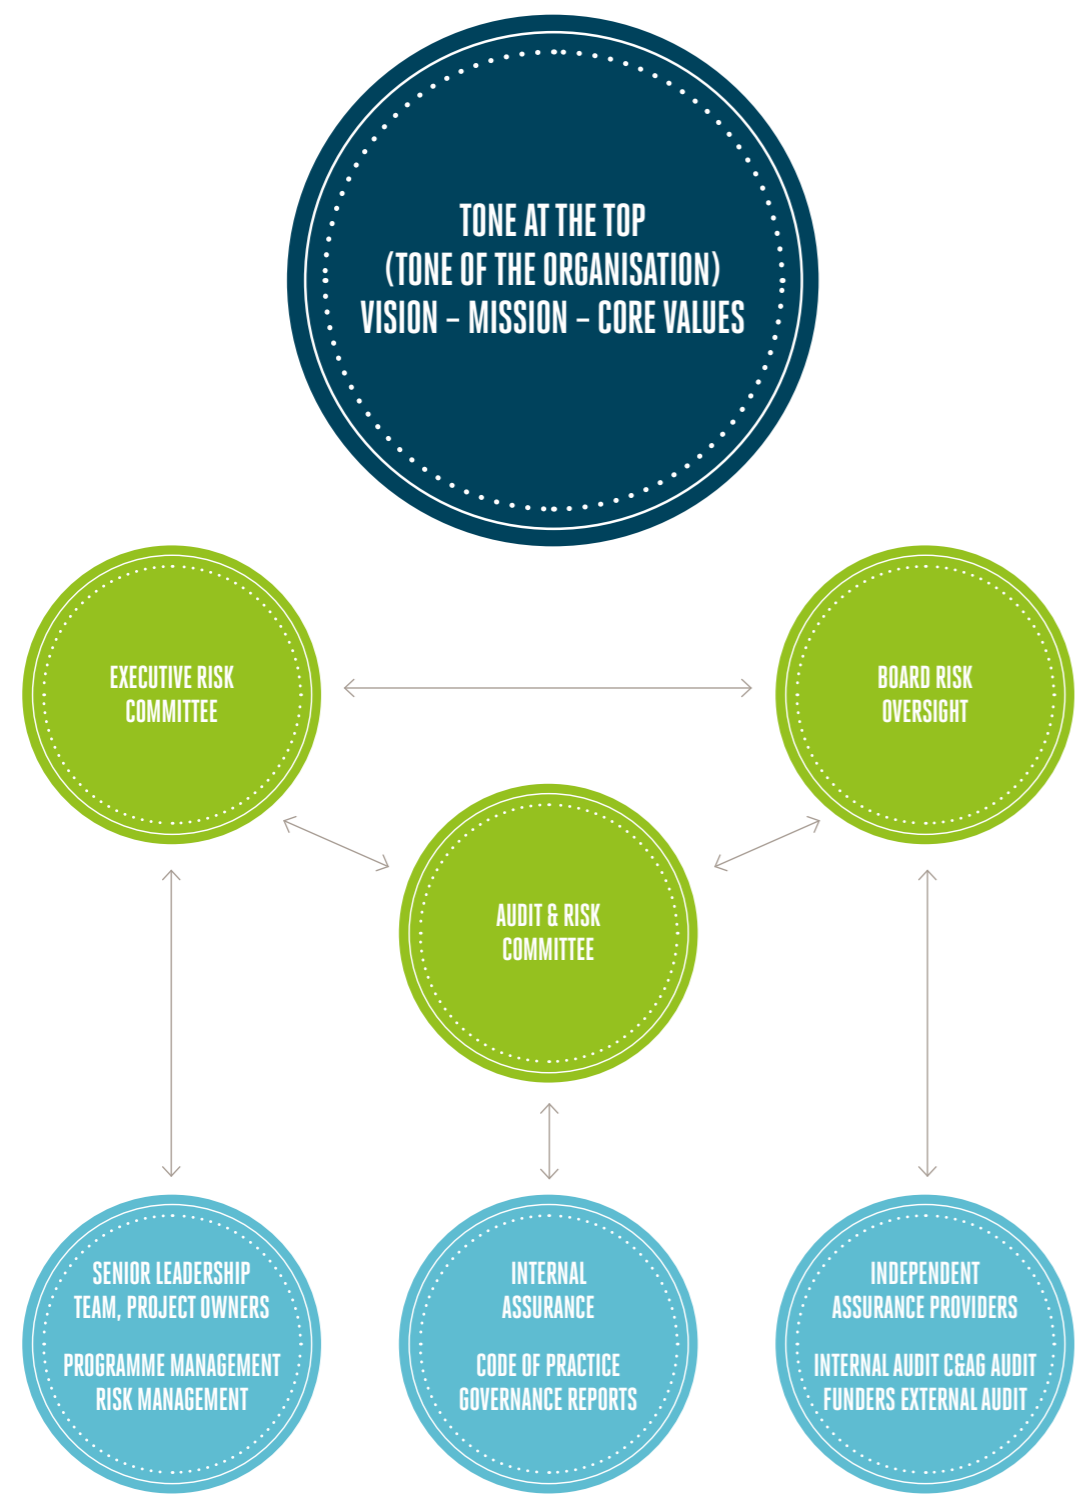 TONE AT THE TOP
(TONE OF THE ORGANISATION)
VISION – MISSION – CORE VALUES
EXECUTIVE RISK
COMMITTEE
BOARD RISK
OVERSIGHT
AUDIT & RISK
COMMITTEE
SENIOR LEADERSHIP
TEAM, PROJECT OWNERS
PROGRAMME MANAGEMENT
RISK MANAGEMENT
INTERNAL
ASSURANCE
CODE OF PRACTICE
GOVERNANCE REPORTS
INDEPENDENT
ASSURANCE PROVIDERS
INTERNAL AUDIT C&AG AUDIT
FUNDERS EXTERNAL AUDIT